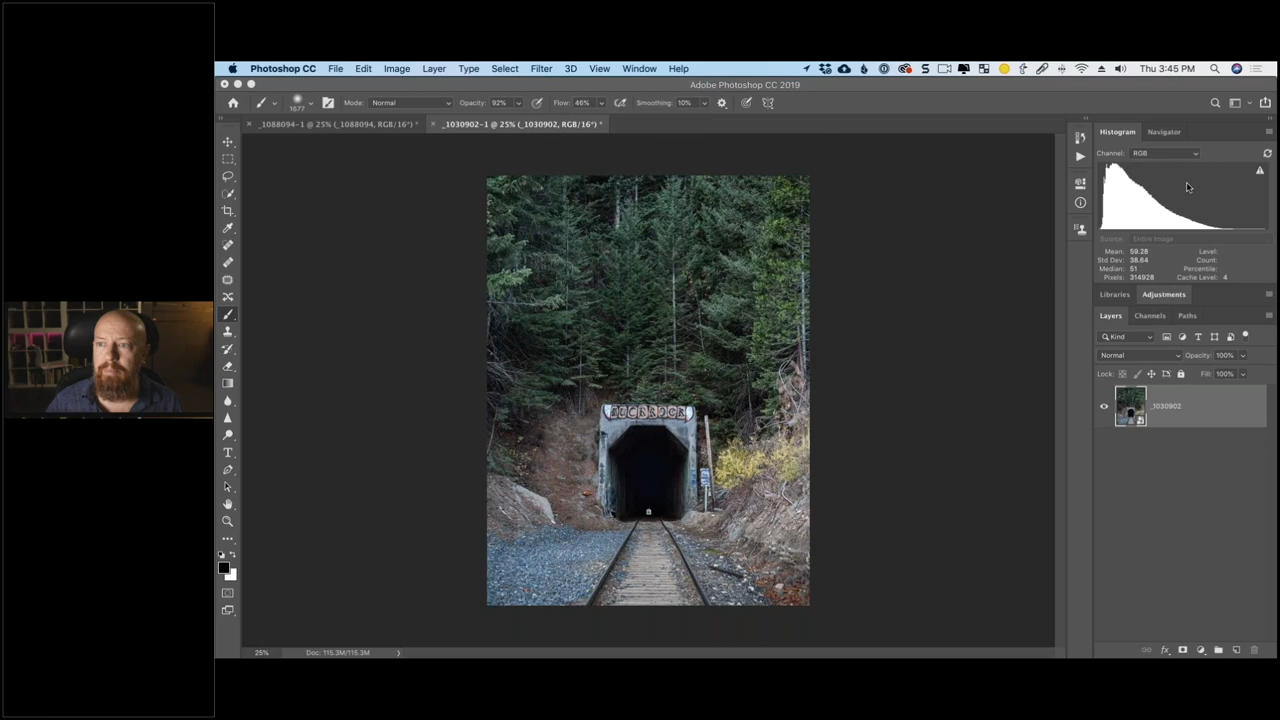 Photoshop CC File Edit Image Layer Type Select Filter 3D View Window Help Thu 3:45 PM
Adobe Photoshop CC 2019
1677 Mode: Normal Opacity: 92% Flow: 46% Smoothing: 10%
_1088094-1 @ 25% (_1088094, RGB/16*) * _1030902-1 @ 25% (_1030902, RGB/16*) *
Histogram Navigator
Channel: RGB
Source: Entire Image
Mean: 59.28 Level:
Std Dev: 38.64 Count:
Median: 51 Percentile:
Pixels: 314928 Cache Level: 4
Libraries Adjustments
Layers Channels Paths
Kind
Normal Opacity: 100%
Lock: Fill: 100%
_1030902
25% Doc: 115.3M/115.3M